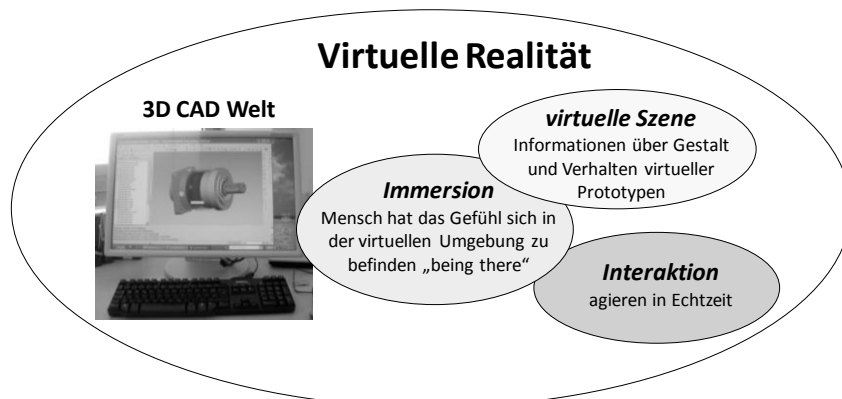 Virtuelle Realität
3D CAD Welt
virtuelle Szene
Informationen über Gestalt
und Verhalten virtueller
Prototypen
Immersion
Mensch hat das Gefühl sich in
der virtuellen Umgebung zu
befinden „being there“
Interaktion
agieren in Echtzeit